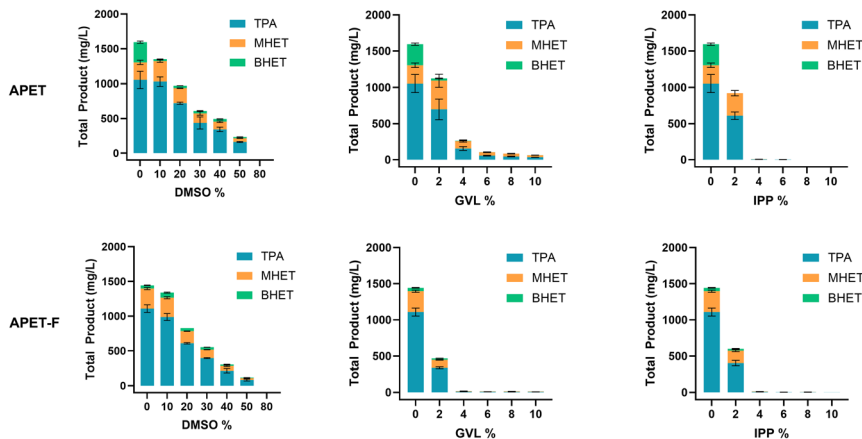 APET
Total Product (mg/L)
2000
1500
1000
500
0
TPA
MHET
BHET
0 10 20 30 40 50 80
DMSO %
Total Product (mg/L)
2000
1500
1000
500
0
TPA
MHET
BHET
0 2 4 6 8 10
GVL %
Total Product (mg/L)
2000
1500
1000
500
0
TPA
MHET
BHET
0 2 4 6 8 10
IPP %
APET-F
Total Product (mg/L)
2000
1500
1000
500
0
TPA
MHET
BHET
0 10 20 30 40 50 80
DMSO %
Total Product (mg/L)
2000
1500
1000
500
0
TPA
MHET
BHET
0 2 4 6 8 10
GVL %
Total Product (mg/L)
2000
1500
1000
500
0
TPA
MHET
BHET
0 2 4 6 8 10
IPP %